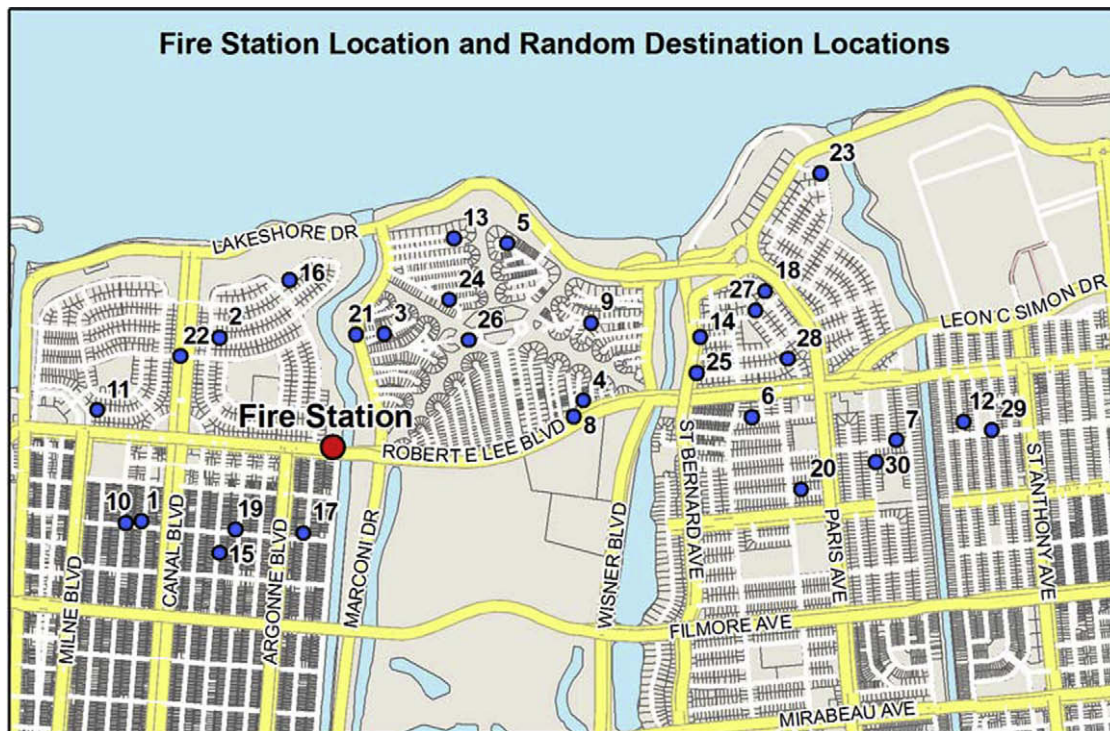 Fire Station Location and Random Destination Locations
23
13
5
LAKESHORE DR
16
18
24
27
LEON C SIMON DR
21
3
9
2
26
14
22
28
25
4
11
6
12
29
Fire Station
8
7
ROBERT E LEE BLVD
30
20
10
1
19
17
15
MILNE BLVD
CANAL BLVD
ARGONNE BLVD
MARCONI DR
WISNER BLVD
ST BERNARD AVE
PARIS AVE
ST ANTHONY AVE
FILMORE AVE
MIRABEAU AVE